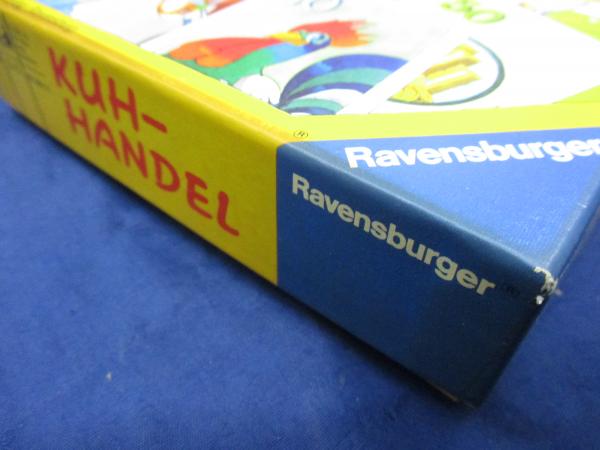 KUH-
HANDEL
®
Ravensburger
Ravensburger